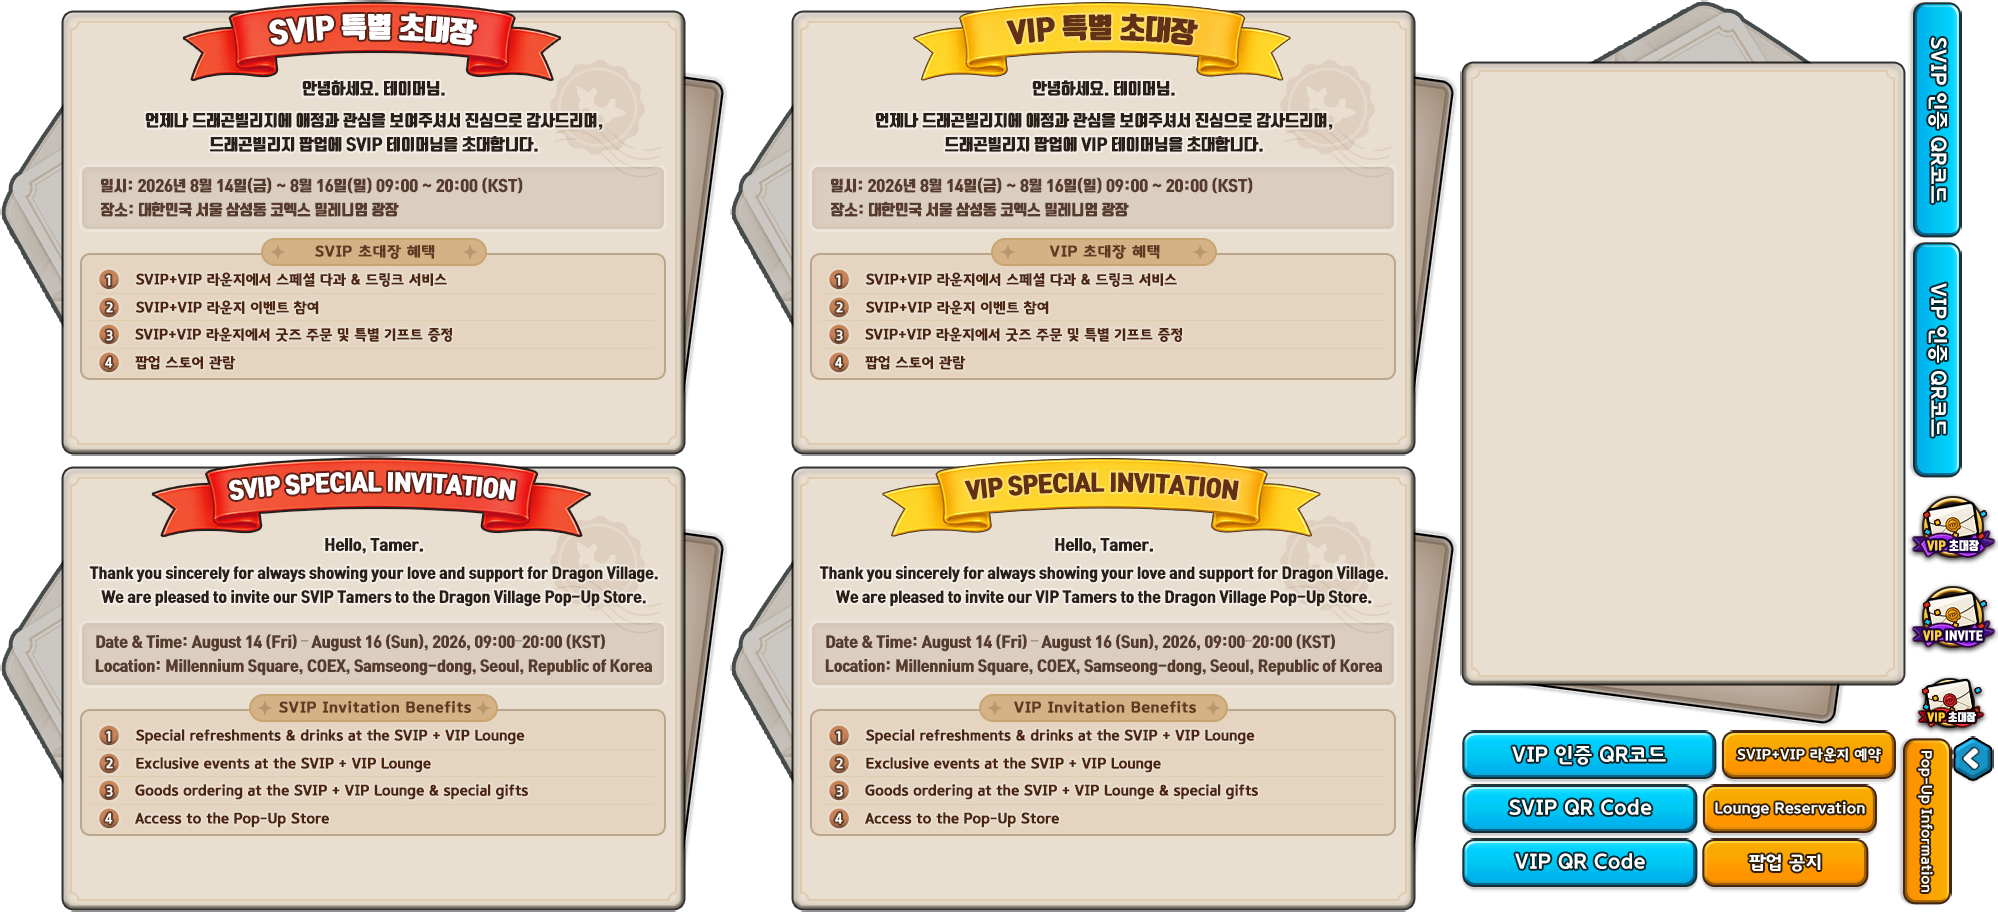 SVIP 특별 초대장
안녕하세요. 테이머님.
언제나 드래곤빌리지에 애정과 관심을 보여주셔서 진심으로 감사드리며,
드래곤빌리지 팝업에 SVIP 테이머님을 초대합니다.
일시: 2026년 8월 14일(금) ~ 8월 16일(일) 09:00 ~ 20:00 (KST)
장소: 대한민국 서울 삼성동 코엑스 밀레니엄 광장
SVIP 초대장 혜택
1 SVIP+VIP 라운지에서 스페셜 다과 & 드링크 서비스
2 SVIP+VIP 라운지 이벤트 참여
3 SVIP+VIP 라운지에서 굿즈 주문 및 특별 기프트 증정
4 팝업 스토어 관람
VIP 특별 초대장
안녕하세요. 테이머님.
언제나 드래곤빌리지에 애정과 관심을 보여주셔서 진심으로 감사드리며,
드래곤빌리지 팝업에 VIP 테이머님을 초대합니다.
일시: 2026년 8월 14일(금) ~ 8월 16일(일) 09:00 ~ 20:00 (KST)
장소: 대한민국 서울 삼성동 코엑스 밀레니엄 광장
VIP 초대장 혜택
1 SVIP+VIP 라운지에서 스페셜 다과 & 드링크 서비스
2 SVIP+VIP 라운지 이벤트 참여
3 SVIP+VIP 라운지에서 굿즈 주문 및 특별 기프트 증정
4 팝업 스토어 관람
SVIP SPECIAL INVITATION
Hello, Tamer.
Thank you sincerely for always showing your love and support for Dragon Village.
We are pleased to invite our SVIP Tamers to the Dragon Village Pop-Up Store.
Date & Time: August 14 (Fri) – August 16 (Sun), 2026, 09:00–20:00 (KST)
Location: Millennium Square, COEX, Samseong-dong, Seoul, Republic of Korea
SVIP Invitation Benefits
1 Special refreshments & drinks at the SVIP + VIP Lounge
2 Exclusive events at the SVIP + VIP Lounge
3 Goods ordering at the SVIP + VIP Lounge & special gifts
4 Access to the Pop-Up Store
VIP SPECIAL INVITATION
Hello, Tamer.
Thank you sincerely for always showing your love and support for Dragon Village.
We are pleased to invite our VIP Tamers to the Dragon Village Pop-Up Store.
Date & Time: August 14 (Fri) – August 16 (Sun), 2026, 09:00–20:00 (KST)
Location: Millennium Square, COEX, Samseong-dong, Seoul, Republic of Korea
VIP Invitation Benefits
1 Special refreshments & drinks at the SVIP + VIP Lounge
2 Exclusive events at the SVIP + VIP Lounge
3 Goods ordering at the SVIP + VIP Lounge & special gifts
4 Access to the Pop-Up Store
SVIP 인증 QR코드
VIP 인증 QR코드
VIP 초대장
VIP INVITE
VIP 초대장
VIP 인증 QR코드
SVIP+VIP 라운지 예약
SVIP QR Code
Lounge Reservation
VIP QR Code
팝업 공지
Pop-Up Information